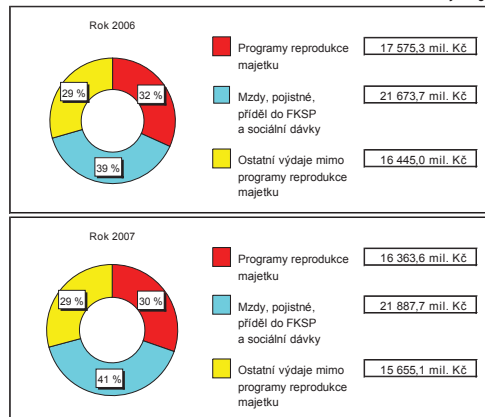 Rok 2006
32 %
29 %
39 %
Programy reprodukce
majetku
17 575,3 mil. Kč
Mzdy, pojistné,
příděl do FKSP
a sociální dávky
21 673,7 mil. Kč
Ostatní výdaje mimo
programy reprodukce
majetku
16 445,0 mil. Kč
Rok 2007
29 %
30 %
41 %
Programy reprodukce
majetku
16 363,6 mil. Kč
Mzdy, pojistné,
příděl do FKSP
a sociální dávky
21 887,7 mil. Kč
Ostatní výdaje mimo
programy reprodukce
majetku
15 655,1 mil. Kč